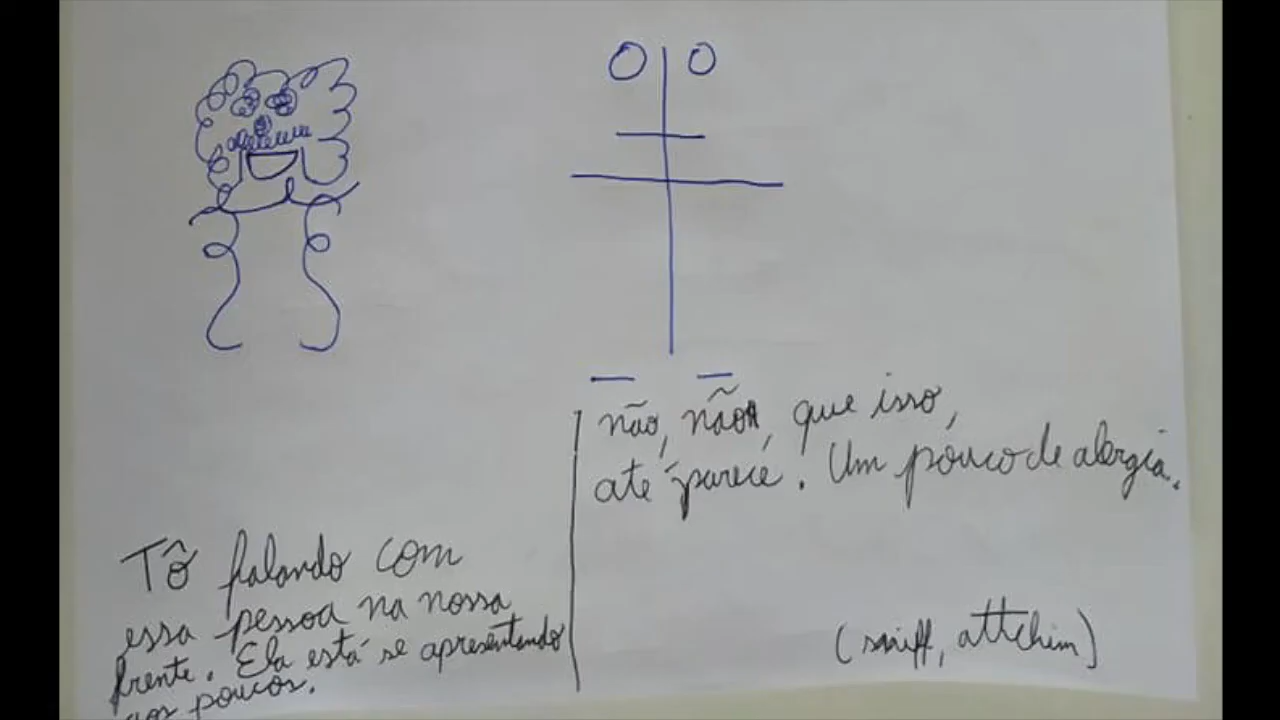 não, não, que isso,
até parece. Um pouco de alergia.
Tô falando com
essa pessoa na nossa
frente. Ela está se apresentando
aos poucos.
(sniff, attchim)